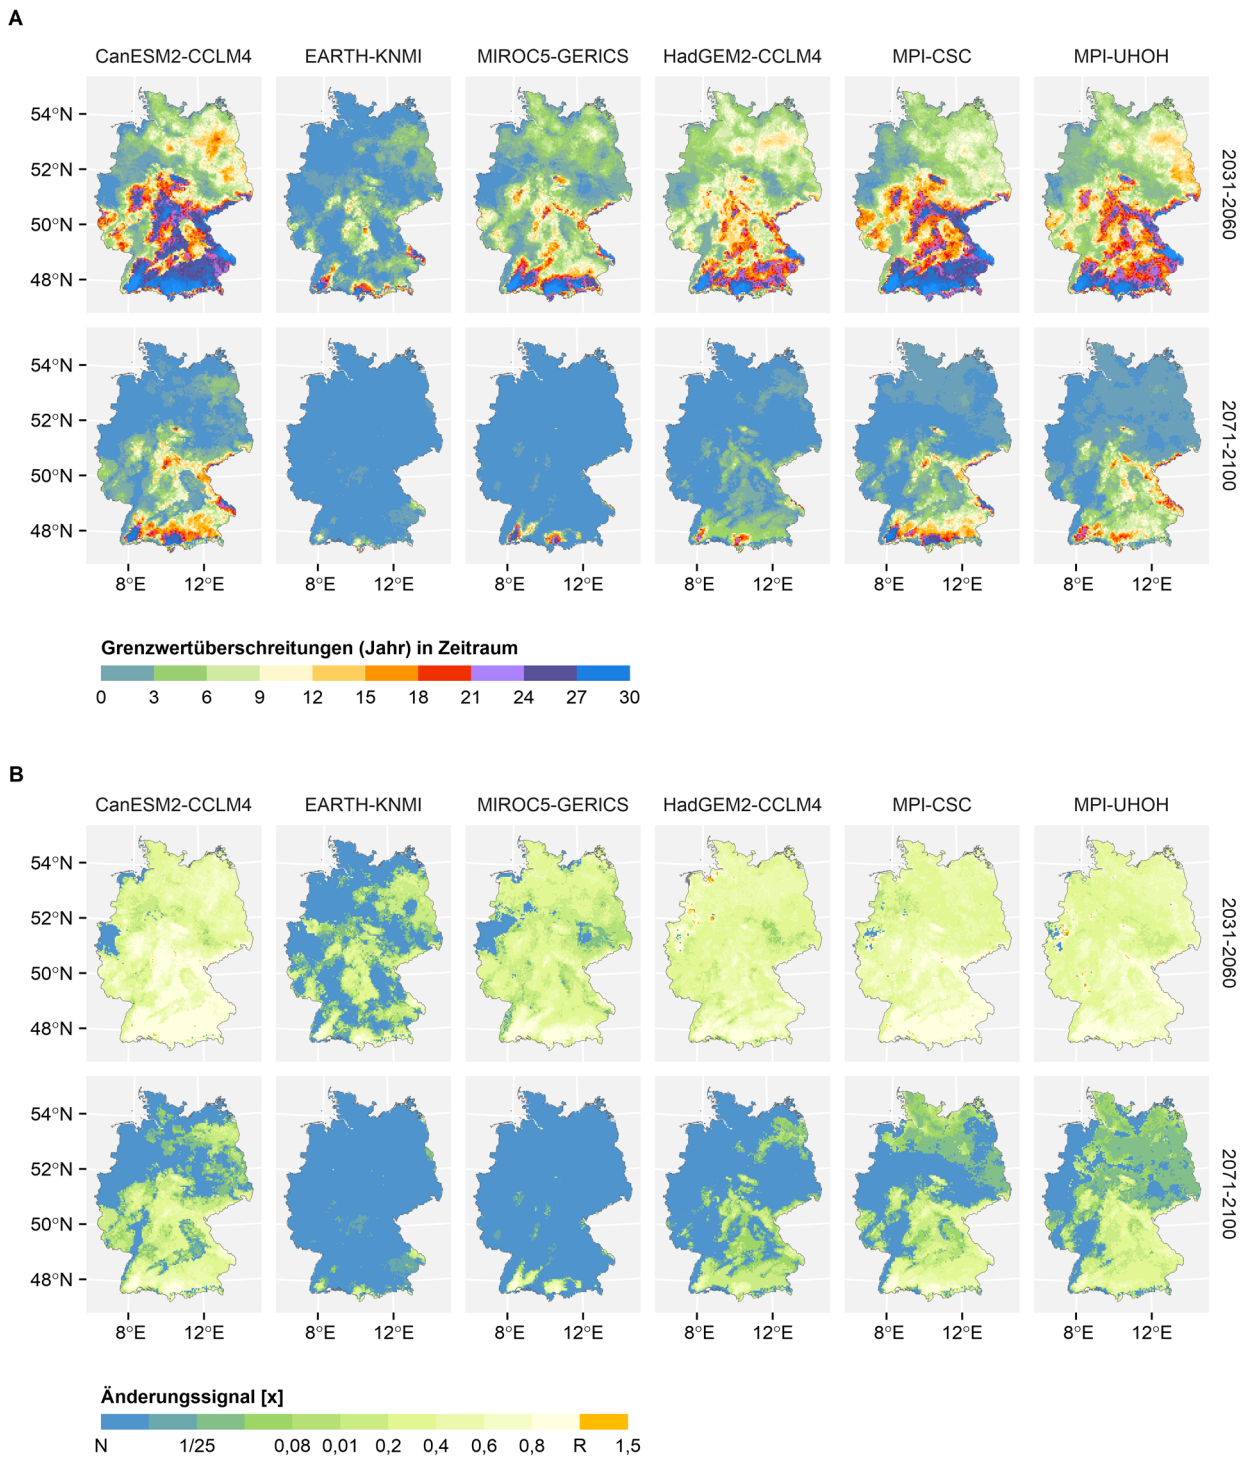 A
CanESM2-CCLM4 EARTH-KNMI MIROC5-GERICS HadGEM2-CCLM4 MPI-CSC MPI-UHOH
54°N
52°N
50°N
48°N
2031-2060
54°N
52°N
50°N
48°N
2071-2100
8°E 12°E 8°E 12°E 8°E 12°E 8°E 12°E 8°E 12°E 8°E 12°E
Grenzwertüberschreitungen (Jahr) in Zeitraum
0 3 6 9 12 15 18 21 24 27 30
B
CanESM2-CCLM4 EARTH-KNMI MIROC5-GERICS HadGEM2-CCLM4 MPI-CSC MPI-UHOH
54°N
52°N
50°N
48°N
2031-2060
54°N
52°N
50°N
48°N
2071-2100
8°E 12°E 8°E 12°E 8°E 12°E 8°E 12°E 8°E 12°E 8°E 12°E
Änderungssignal [x]
N 1/25 0,08 0,01 0,2 0,4 0,6 0,8 R 1,5